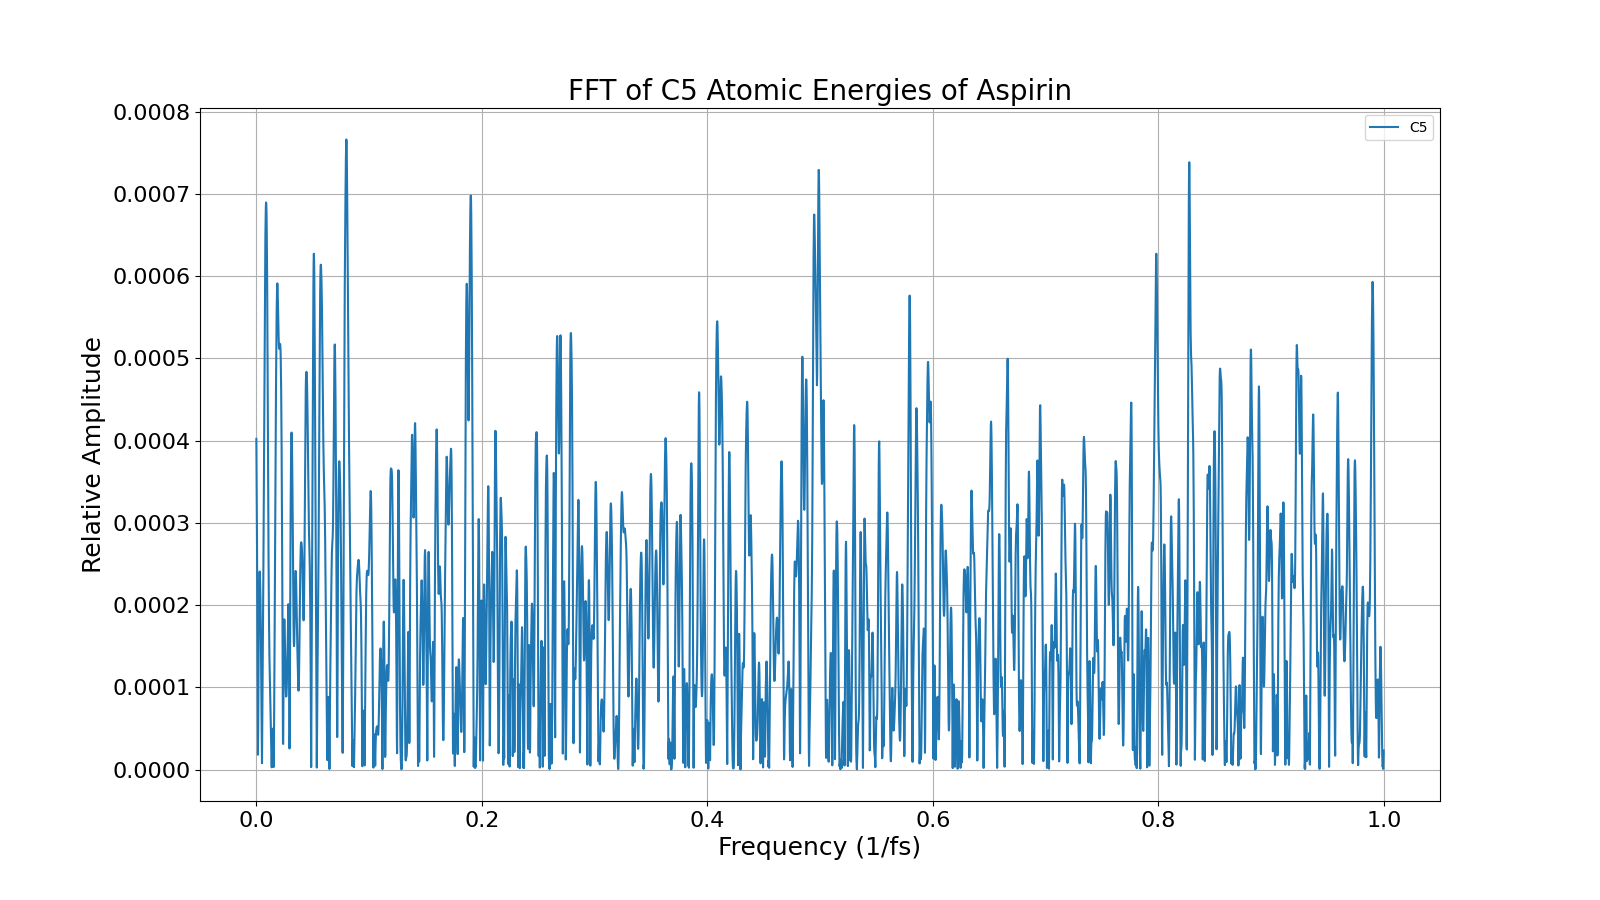 FFT of C5 Atomic Energies of Aspirin
C5
0.0008
0.0007
0.0006
0.0005
0.0004
0.0003
0.0002
0.0001
0.0000
Relative Amplitude
0.0 0.2 0.4 0.6 0.8 1.0
Frequency (1/fs)